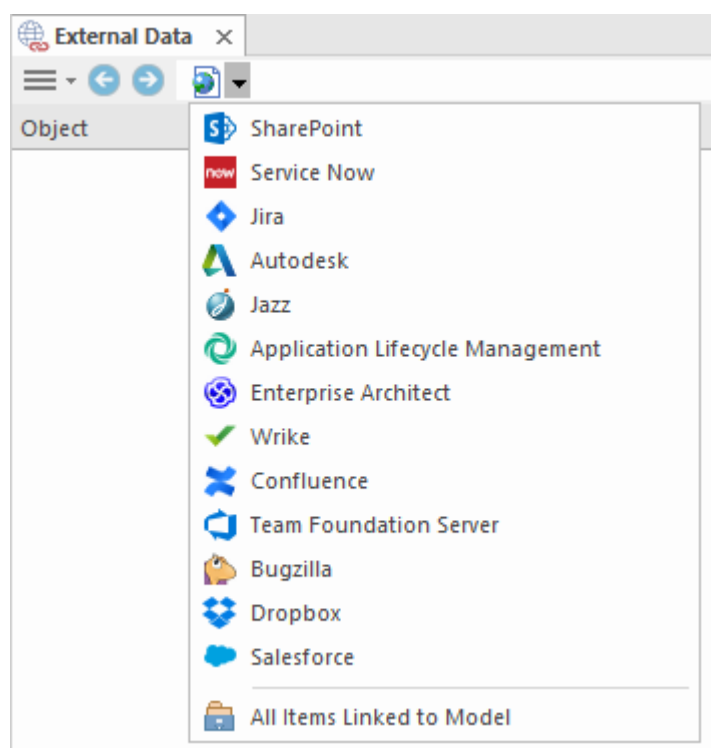 External Data
Object
SharePoint
now Service Now
Jira
Autodesk
Jazz
Application Lifecycle Management
Enterprise Architect
Wrike
Confluence
Team Foundation Server
Bugzilla
Dropbox
Salesforce
All Items Linked to Model